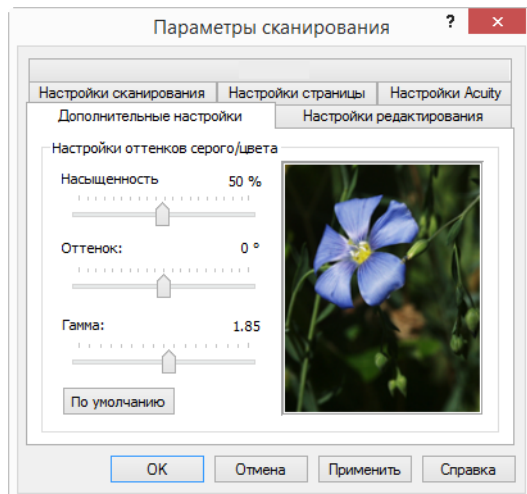 Параметры сканирования ?
Настройки сканирования Настройки страницы Настройки Acuity
Дополнительные настройки Настройки редактирования
Настройки оттенков серого/цвета
Насыщенность 50 %
Оттенок: 0 °
Гамма: 1.85
По умолчанию
OK Отмена Применить Справка